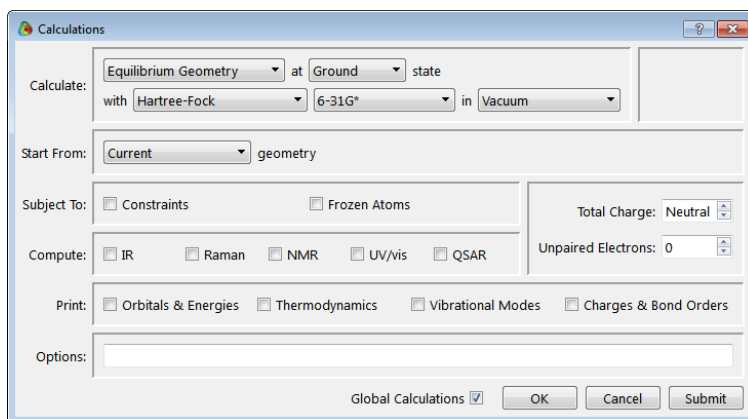 Calculations
Calculate: Equilibrium Geometry at Ground state
with Hartree-Fock 6-31G* in Vacuum
Start From: Current geometry
Subject To: Constraints Frozen Atoms
Total Charge: Neutral
Compute: IR Raman NMR UV/vis QSAR
Unpaired Electrons: 0
Print: Orbitals & Energies Thermodynamics Vibrational Modes Charges & Bond Orders
Options:
Global Calculations OK Cancel Submit